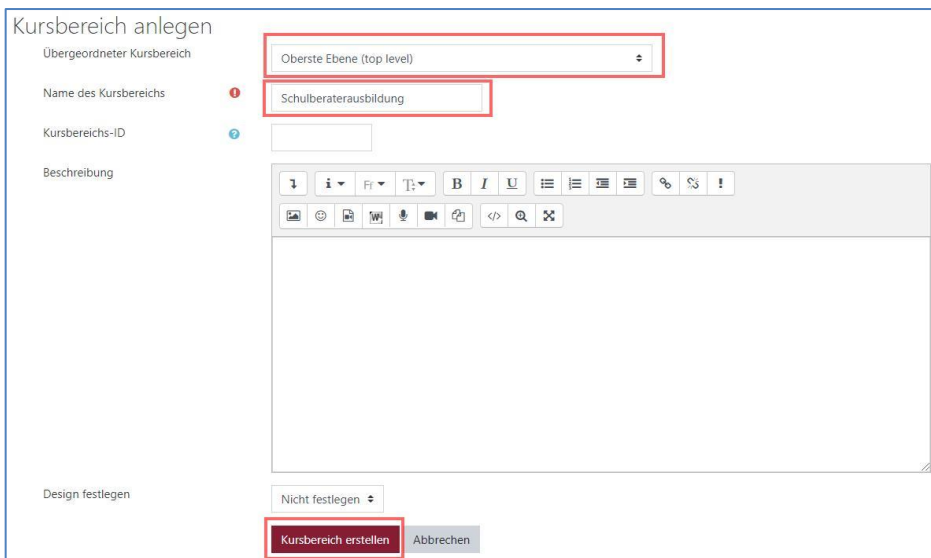 Kursbereich anlegen
Übergeordneter Kursbereich
Oberste Ebene (top level)
Name des Kursbereichs
Schulberaterausbildung
Kursbereichs-ID
Beschreibung
B I U
Design festlegen
Nicht festlegen
Kursbereich erstellen Abbrechen